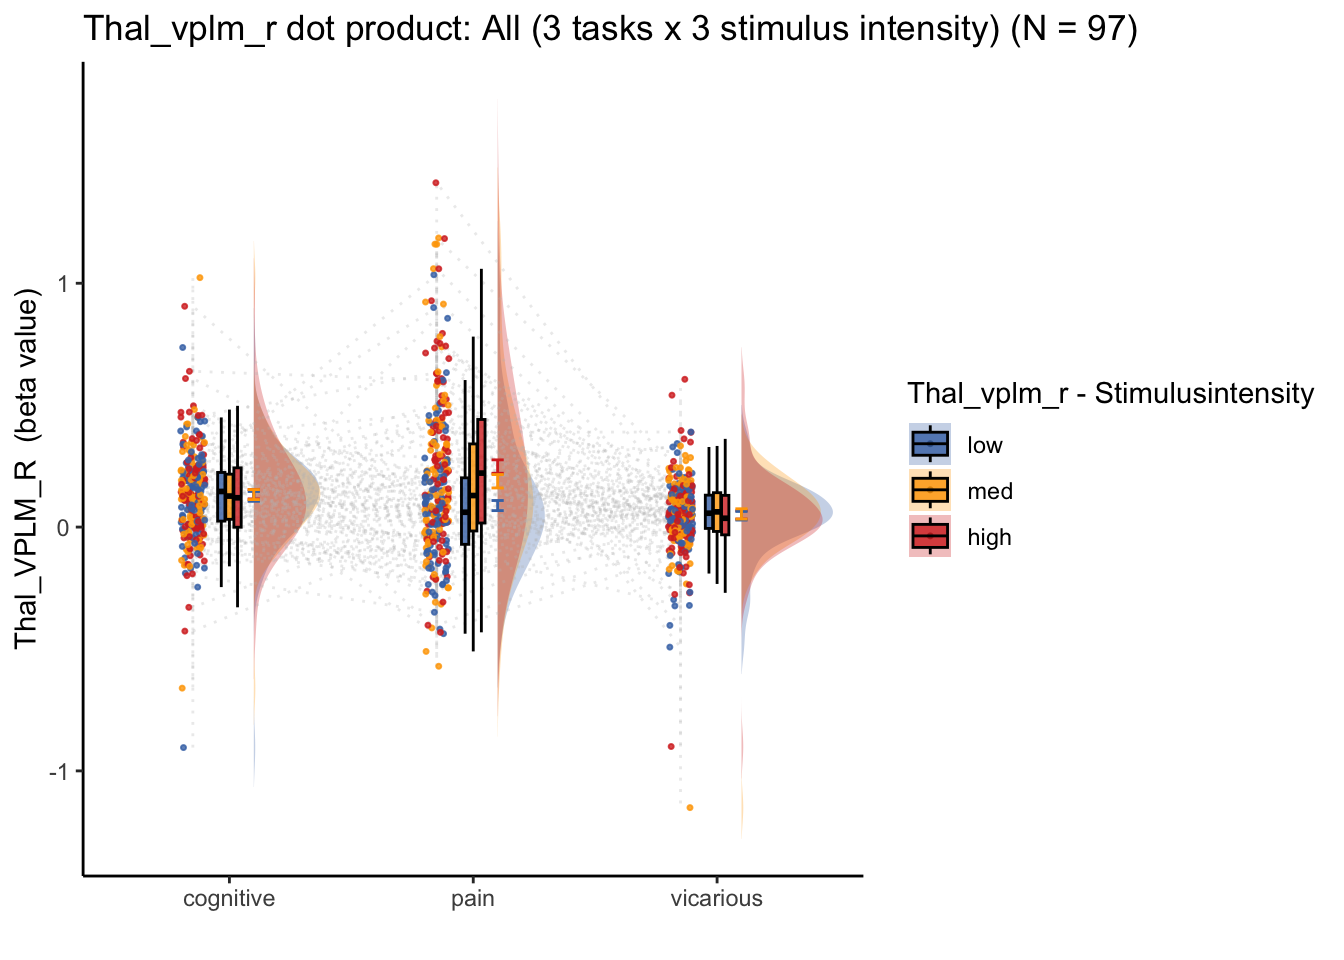 Thal_vplm_r dot product: All (3 tasks x 3 stimulus intensity) (N = 97)
Thal_VPLM_R (beta value)
1
0
-1
cognitive
pain
vicarious
Thal_vplm_r - Stimulusintensity
low
med
high